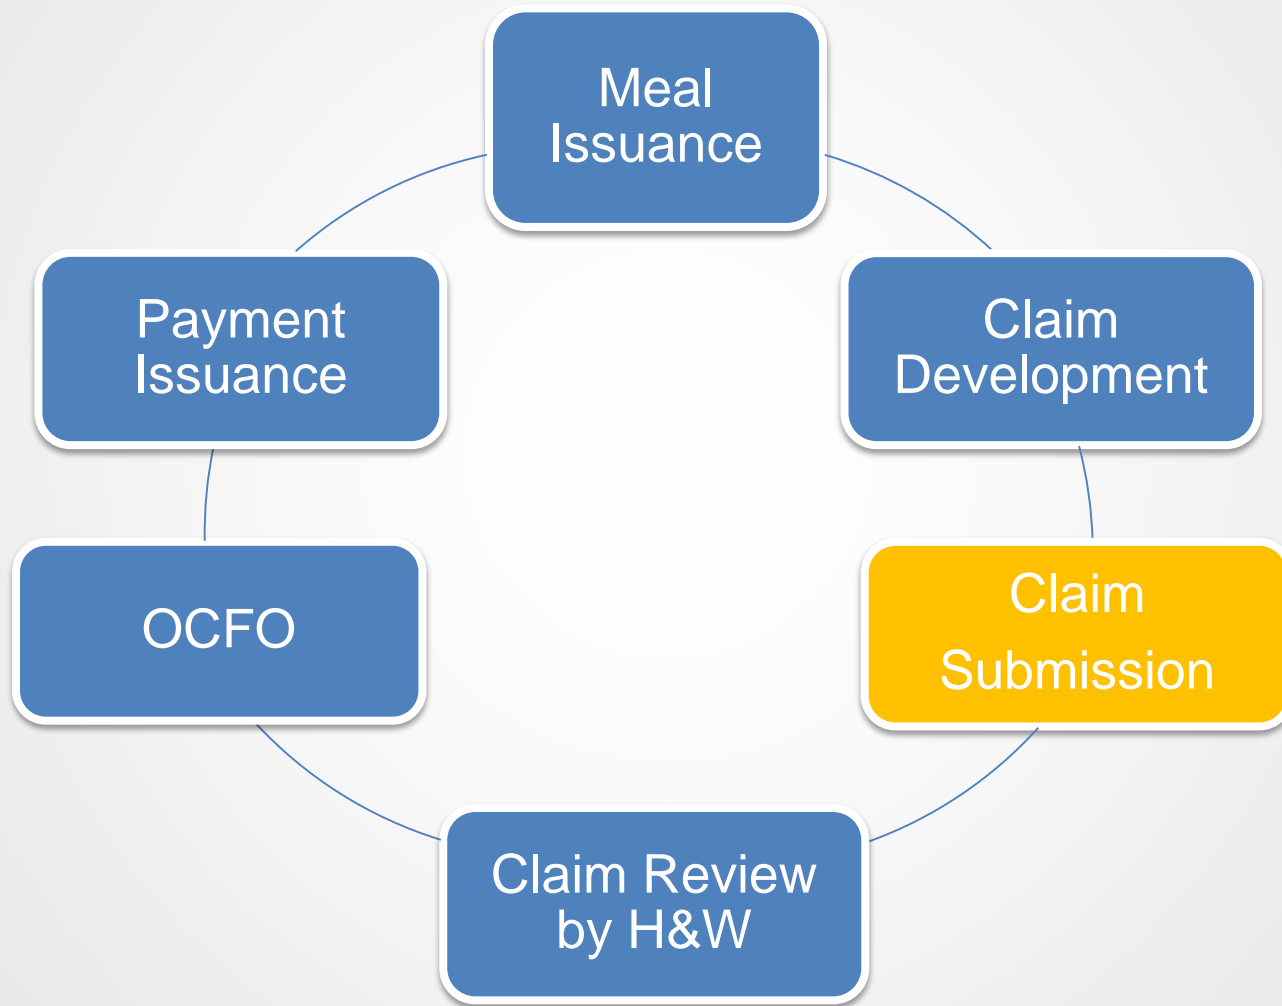 Meal
Issuance
Claim
Development
Claim
Submission
Claim Review
by H&W
OCFO
Payment
Issuance